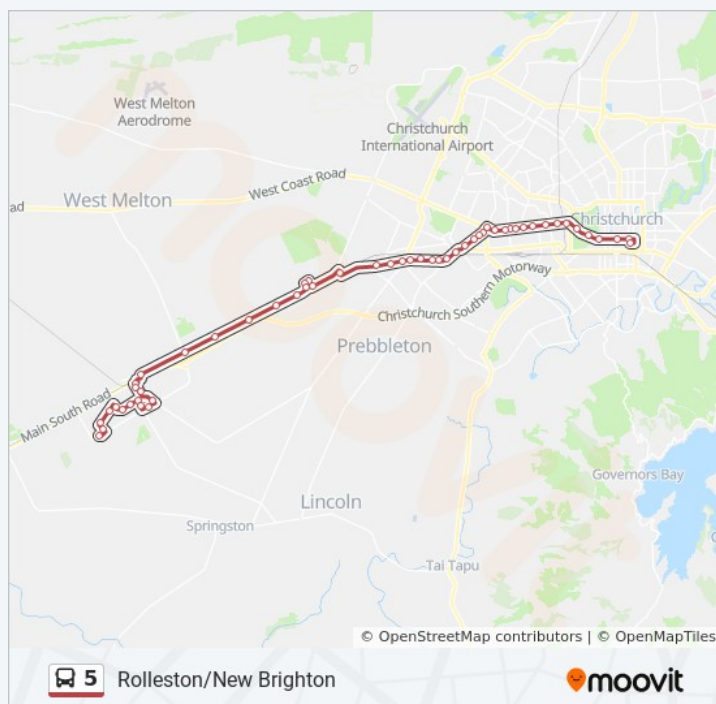 West Melton
Aerodrome
Christchurch
International Airport
West Coast Road
West Melton
ad
Christchurch
Christchurch Southern Motorway
Prebbleton
Main South Road
Governors Bay
Lincoln
Springston
Tai Tapu
© OpenStreetMap contributors | © OpenMapTiles
5 Rolleston/New Brighton
moovit